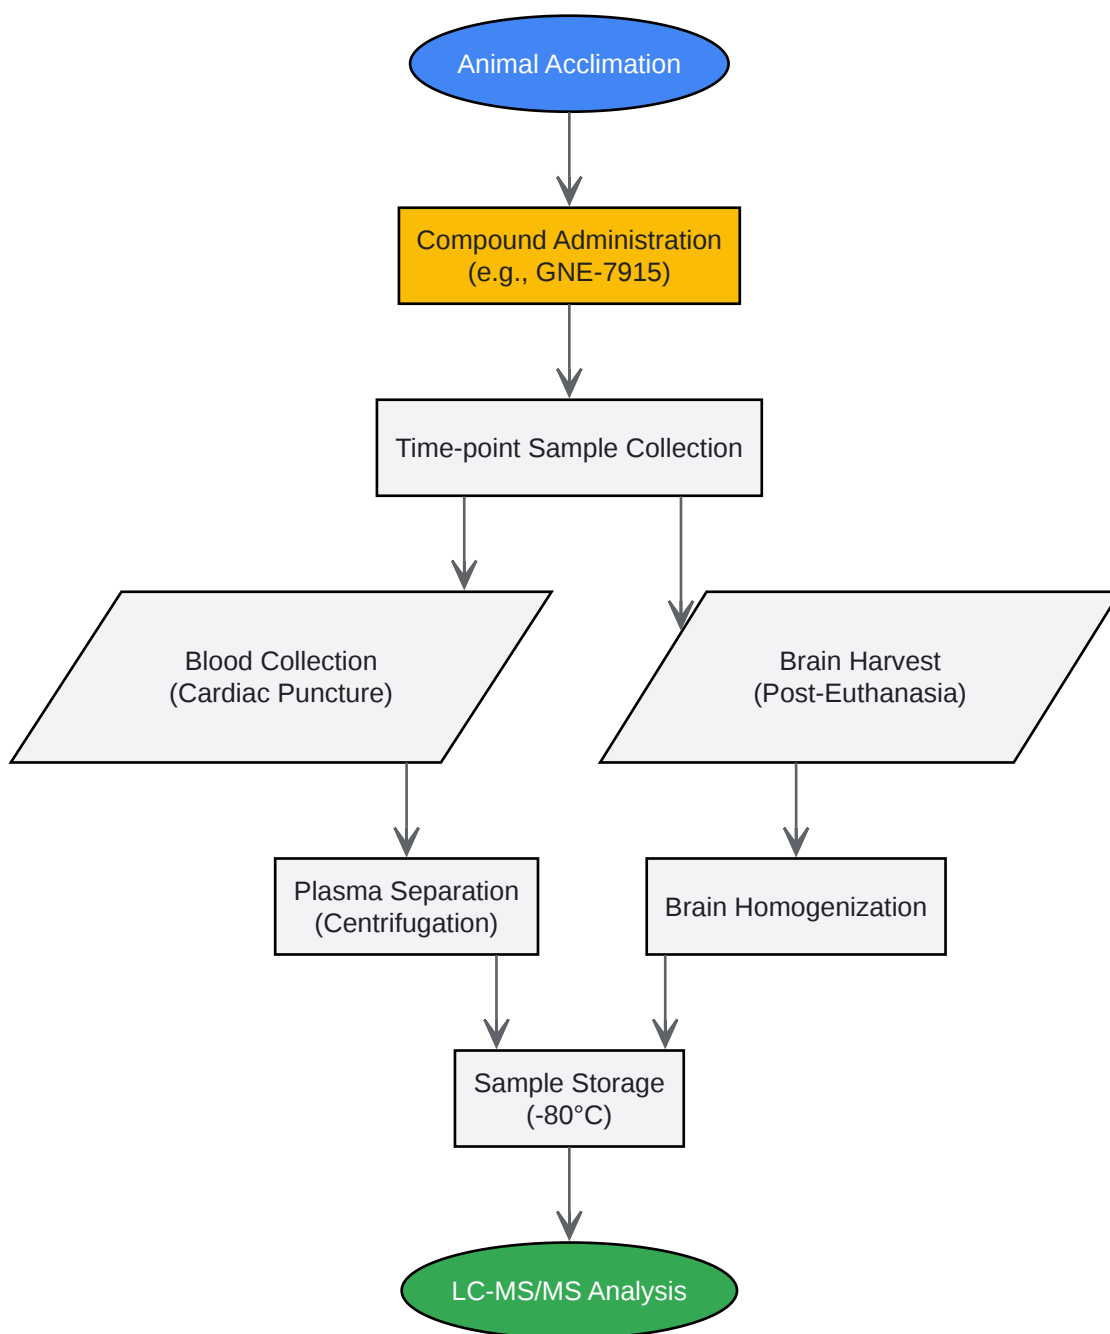 Animal Acclimation
Compound Administration
(e.g., GNE-7915)
Time-point Sample Collection
Blood Collection
(Cardiac Puncture)
Brain Harvest
(Post-Euthanasia)
Plasma Separation
(Centrifugation)
Brain Homogenization
Sample Storage
(-80°C)
LC-MS/MS Analysis